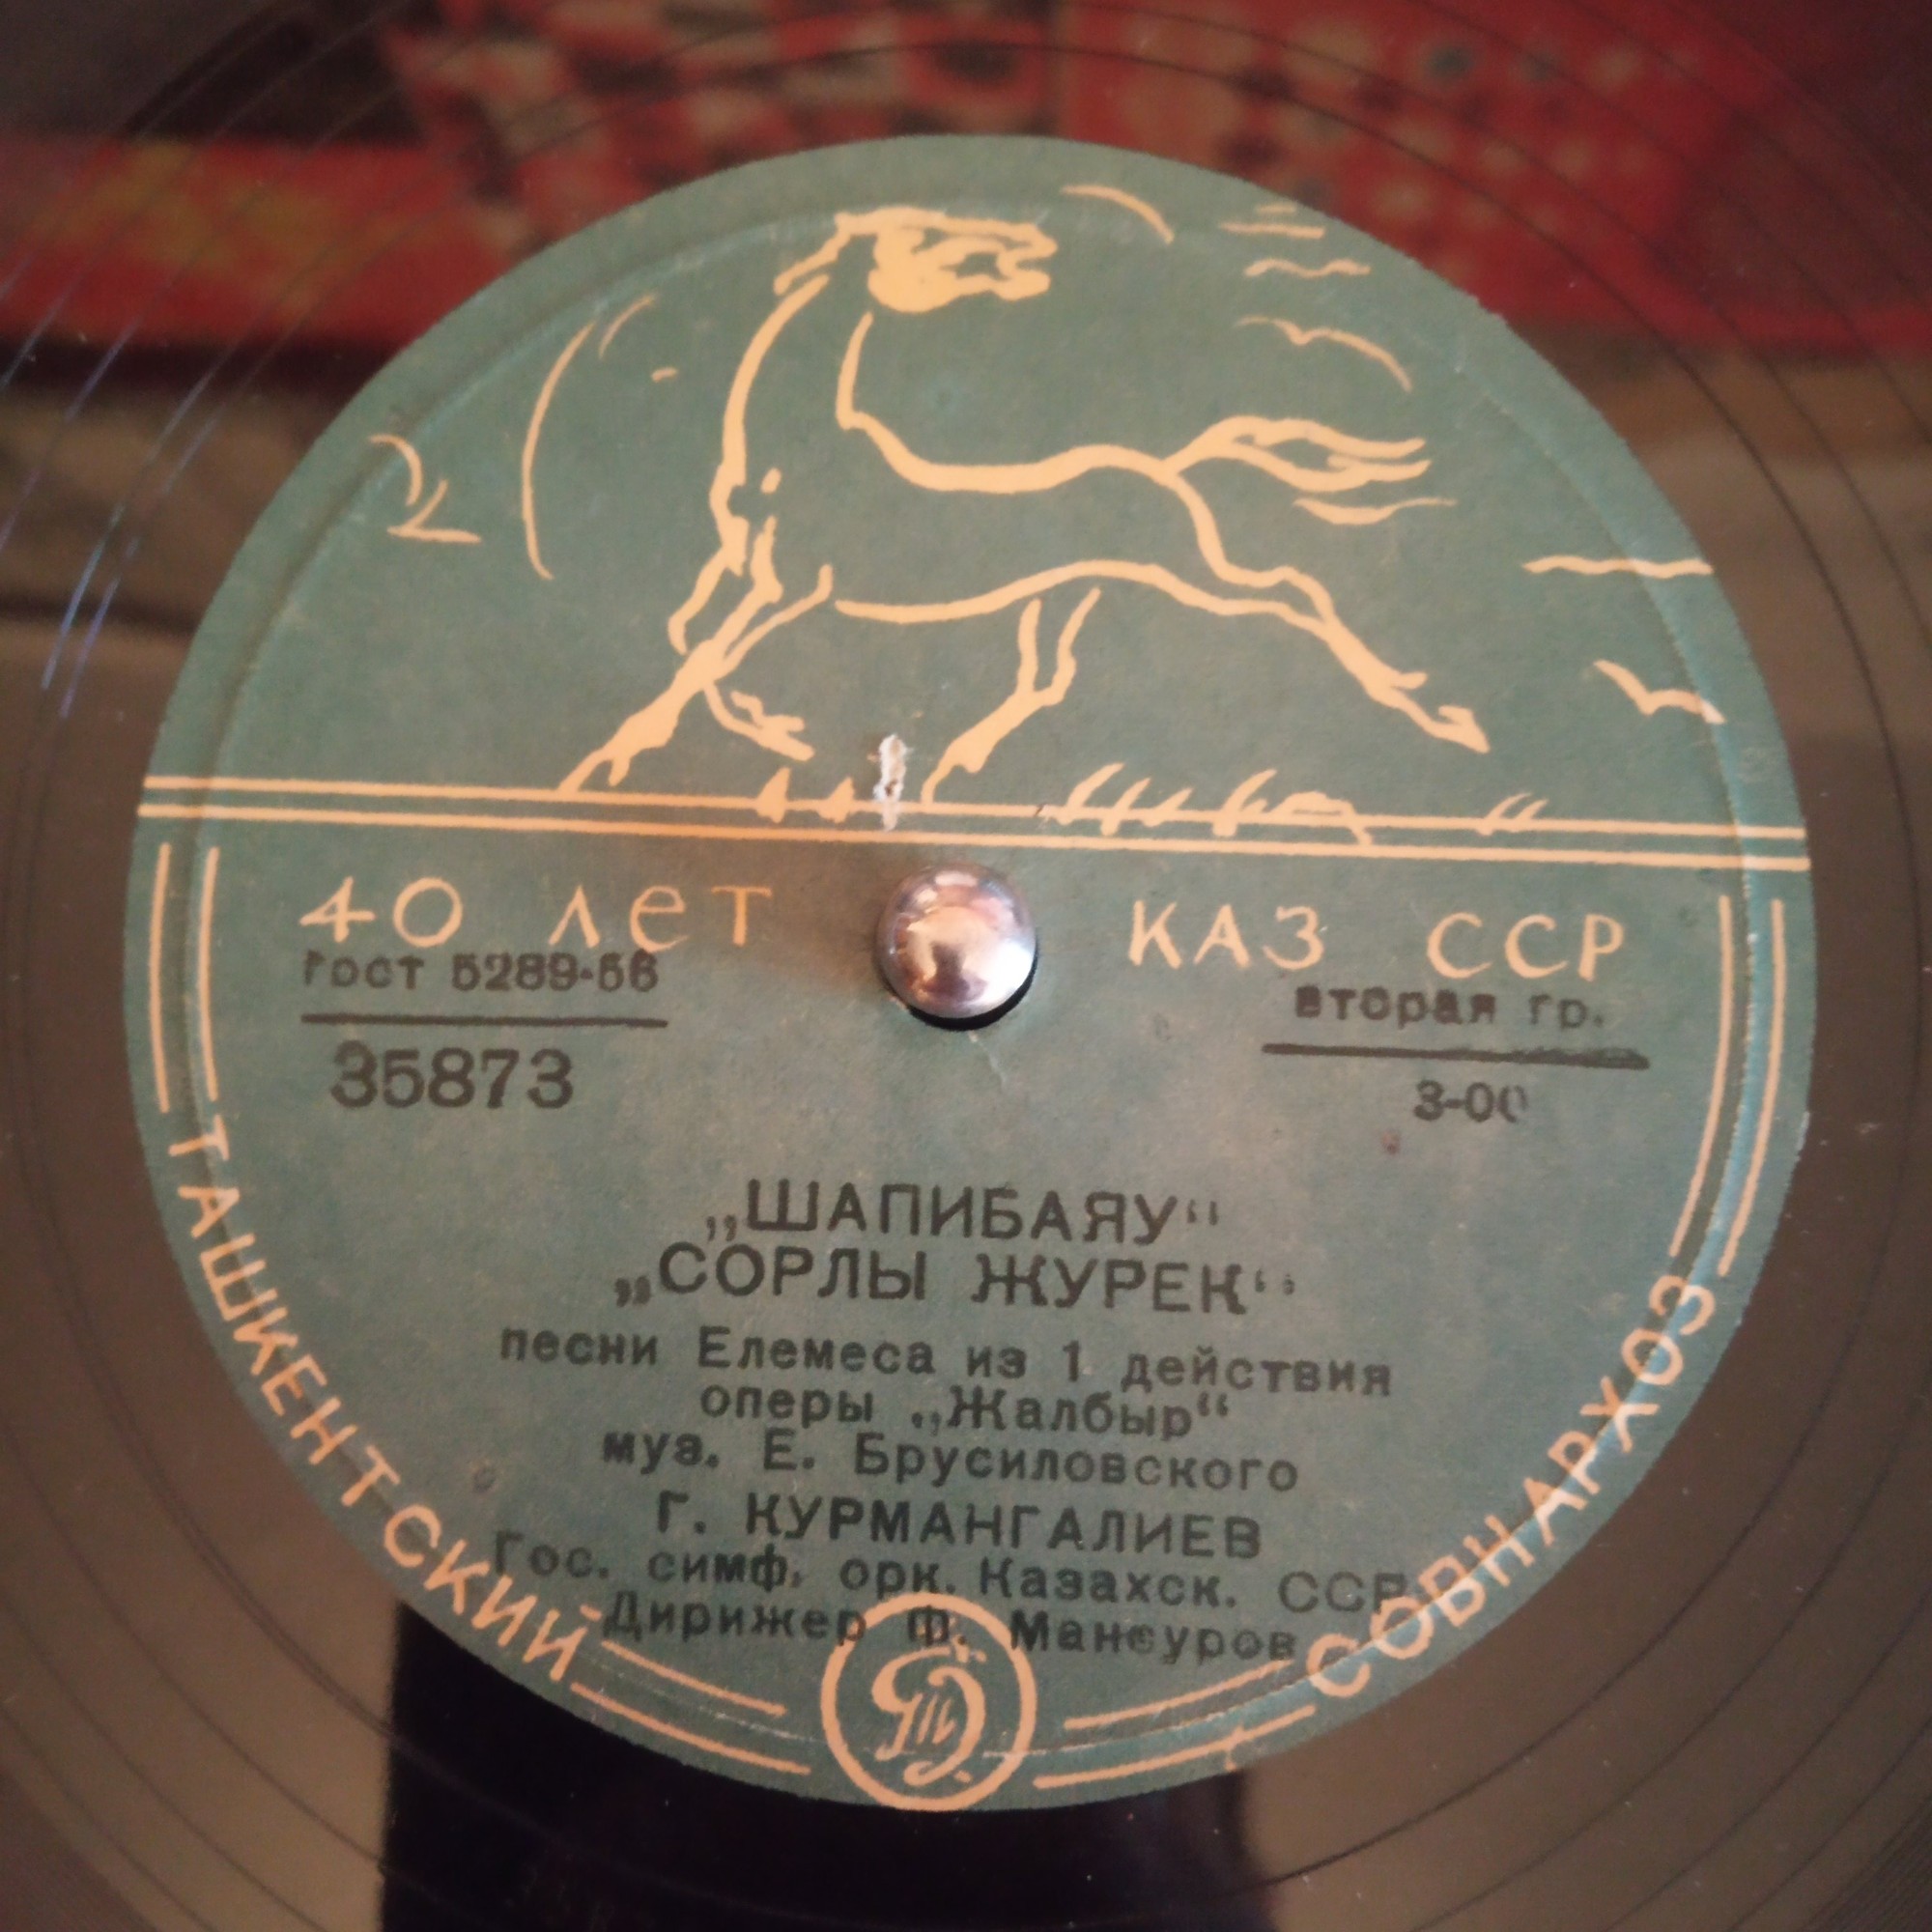 40 лет КАЗ ССР
Гост 5289-56
вторая гр.
35873
3-00
„ШАПИБАЯУ“
„СОРЛЫ ЖУРЕК“
песни Елемеса из 1 действия
оперы „Жалбыр“
муз. Е. Брусиловского
Г. КУРМАНГАЛИЕВ
Гос. симф. орк. Казахск. ССР
Дирижер Ф. Мансуров
ТАШКЕНТСКИЙ СОВНАРХОЗ